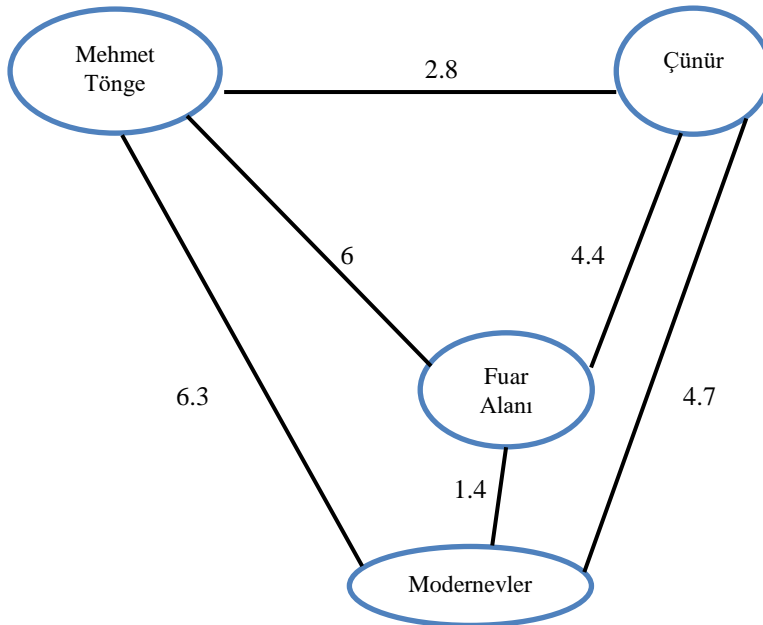 Mehmet
Tönge
Çünür
2.8
6
4.4
Fuar
Alanı
6.3
4.7
1.4
Modernevler